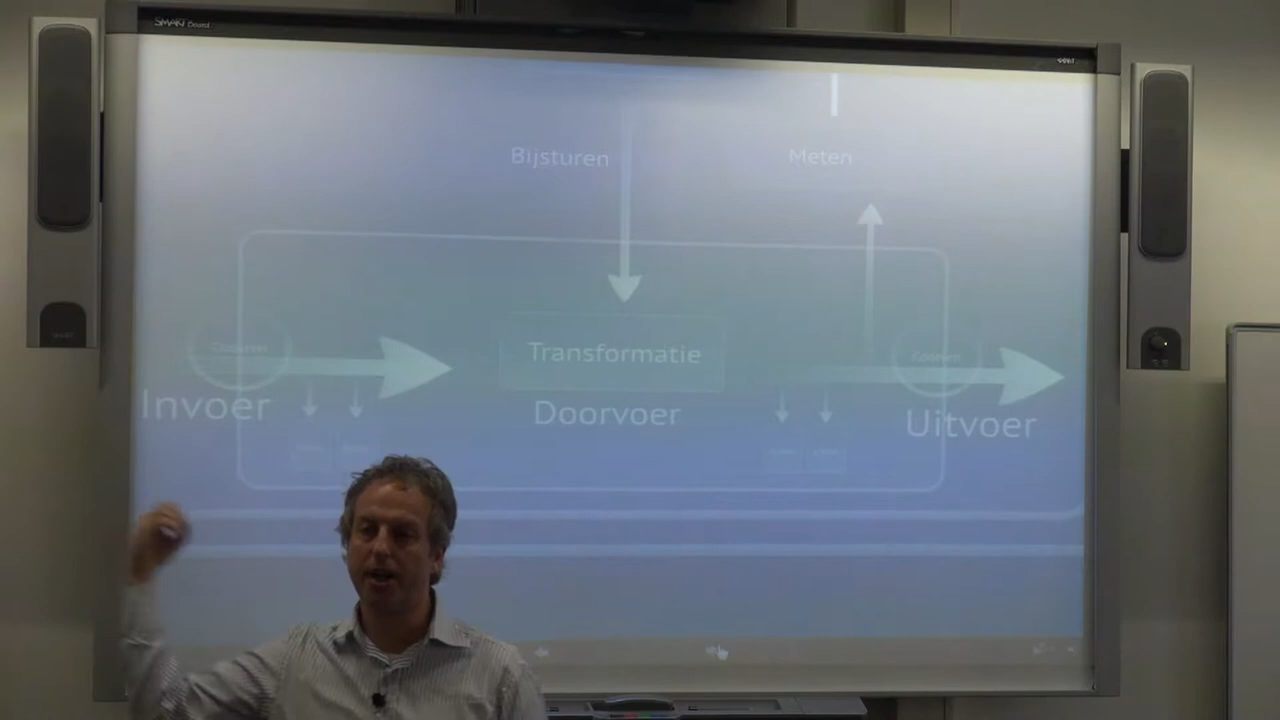 SMART Board
Bijsturen
Meten
Transformatie
Invoer
Doorvoer
Uitvoer